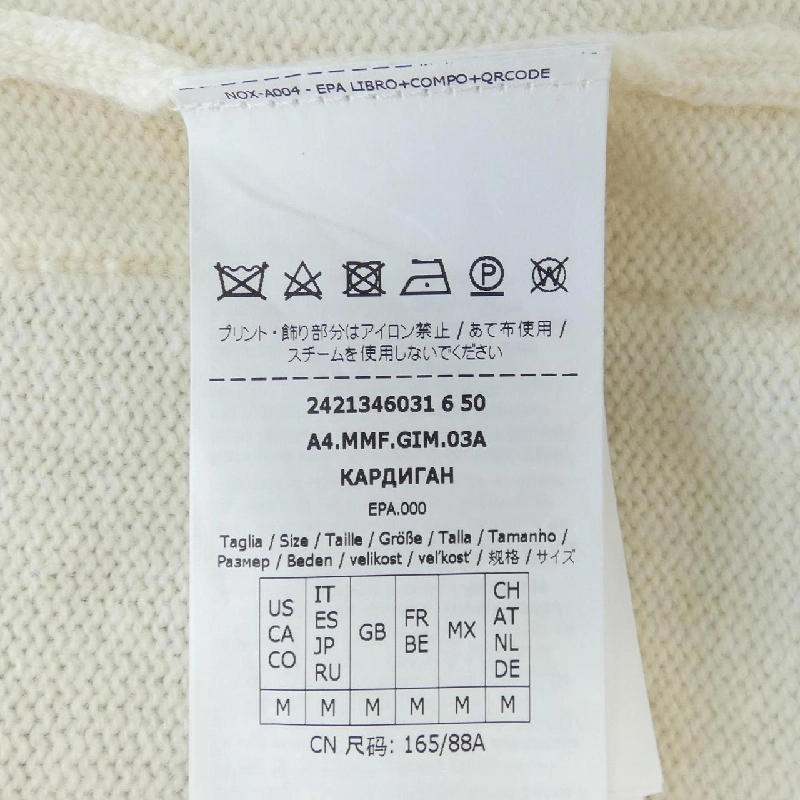 NOX-A004 - EPA LIBRO+COMPO+QRCODE
プリント・飾り部分はアイロン禁止 / あて布使用 /
スチームを使用しないでください
2421346031 6 50
A4.MMF.GIM.03A
КАРДИГАН
EPA.000
Taglia / Size / Taille / Größe / Talla / Tamanho /
Размер / Beden / velikost / veľkosť / 规格 / サイズ
US CA CO
IT ES JP RU
GB
FR BE
MX
CH AT NL DE
M M M M M M
CN 尺码: 165/88A